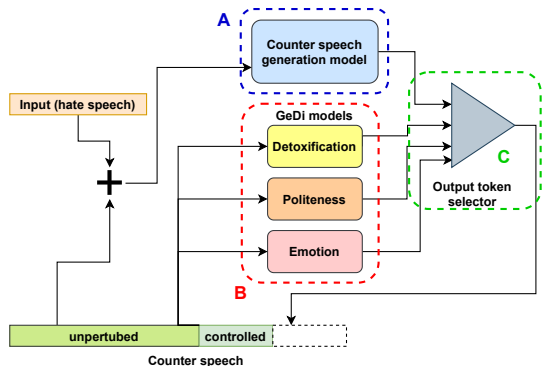 A
Counter speech
generation model
Input (hate speech)
GeDi models
Detoxification
Politeness
Emotion
B
C
Output token
selector
unpertubed
controlled
Counter speech